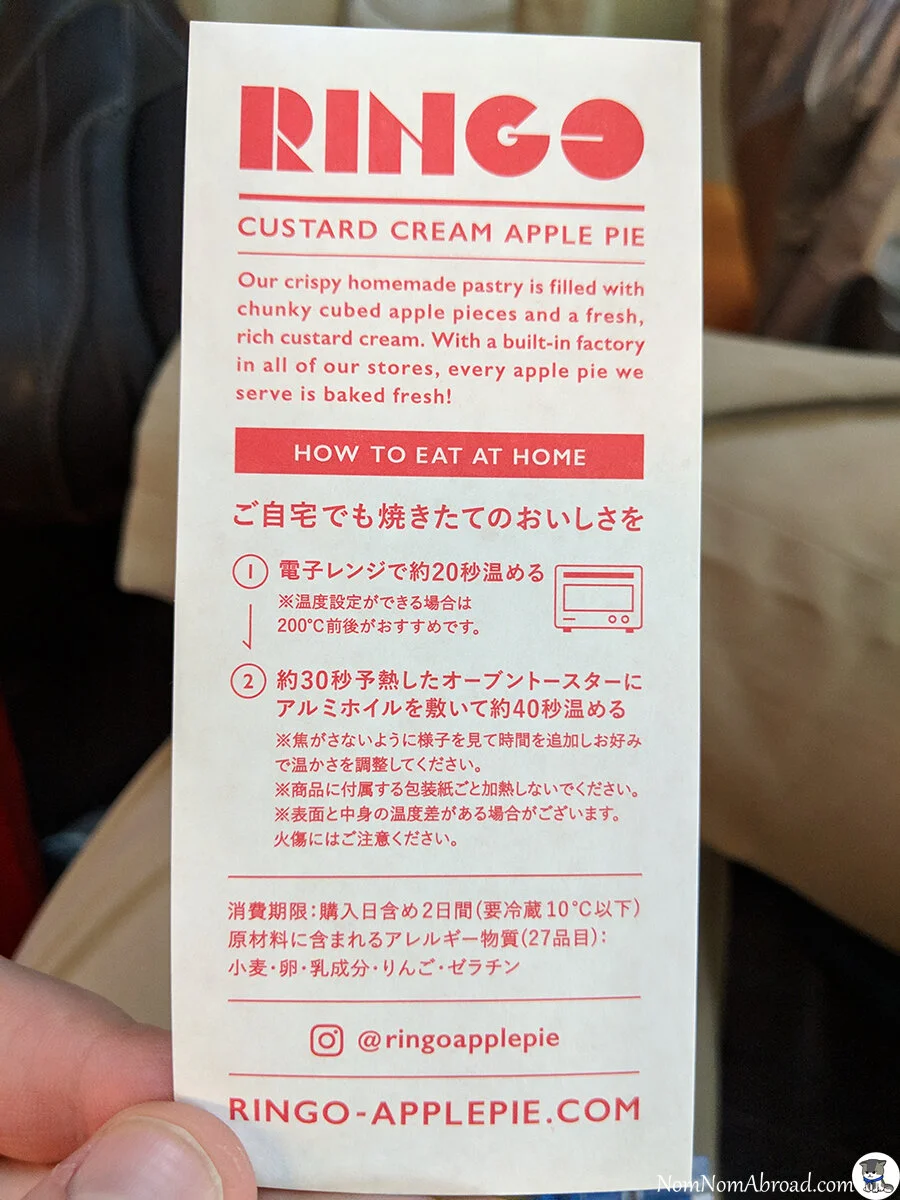 RINGO
CUSTARD CREAM APPLE PIE
Our crispy homemade pastry is filled with
chunky cubed apple pieces and a fresh,
rich custard cream. With a built-in factory
in all of our stores, every apple pie we
serve is baked fresh!
HOW TO EAT AT HOME
ご自宅でも焼きたてのおいしさを
1 電子レンジで約20秒温める
※温度設定ができる場合は
200℃前後がおすすめです。
2 約30秒予熱したオーブントースターに
アルミホイルを敷いて約40秒温める
※焦がさないように様子を見て時間を追加しお好み
で温かさを調整してください。
※商品に付属する包装紙ごと加熱しないでください。
※表面と中身の温度差がある場合がございます。
火傷にはご注意ください。
消費期限:購入日含め2日間(要冷蔵10℃以下)
原材料に含まれるアレルギー物質(27品目):
小麦・卵・乳成分・りんご・ゼラチン
@ringoapplepie
RINGO-APPLEPIE.COM
NomNomAbroad.com